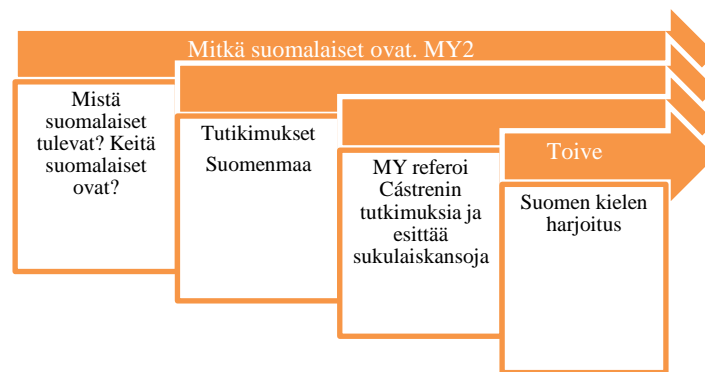 Mitkä suomalaiset ovat. MY2
Mistä
suomalaiset
tulevat? Keitä
suomalaiset
ovat?
Tutikimukset
Suomenmaa
MY referoi
Cástrenin
tutkimuksia ja
esittää
sukulaiskansoja
Toive
Suomen kielen
harjoitus